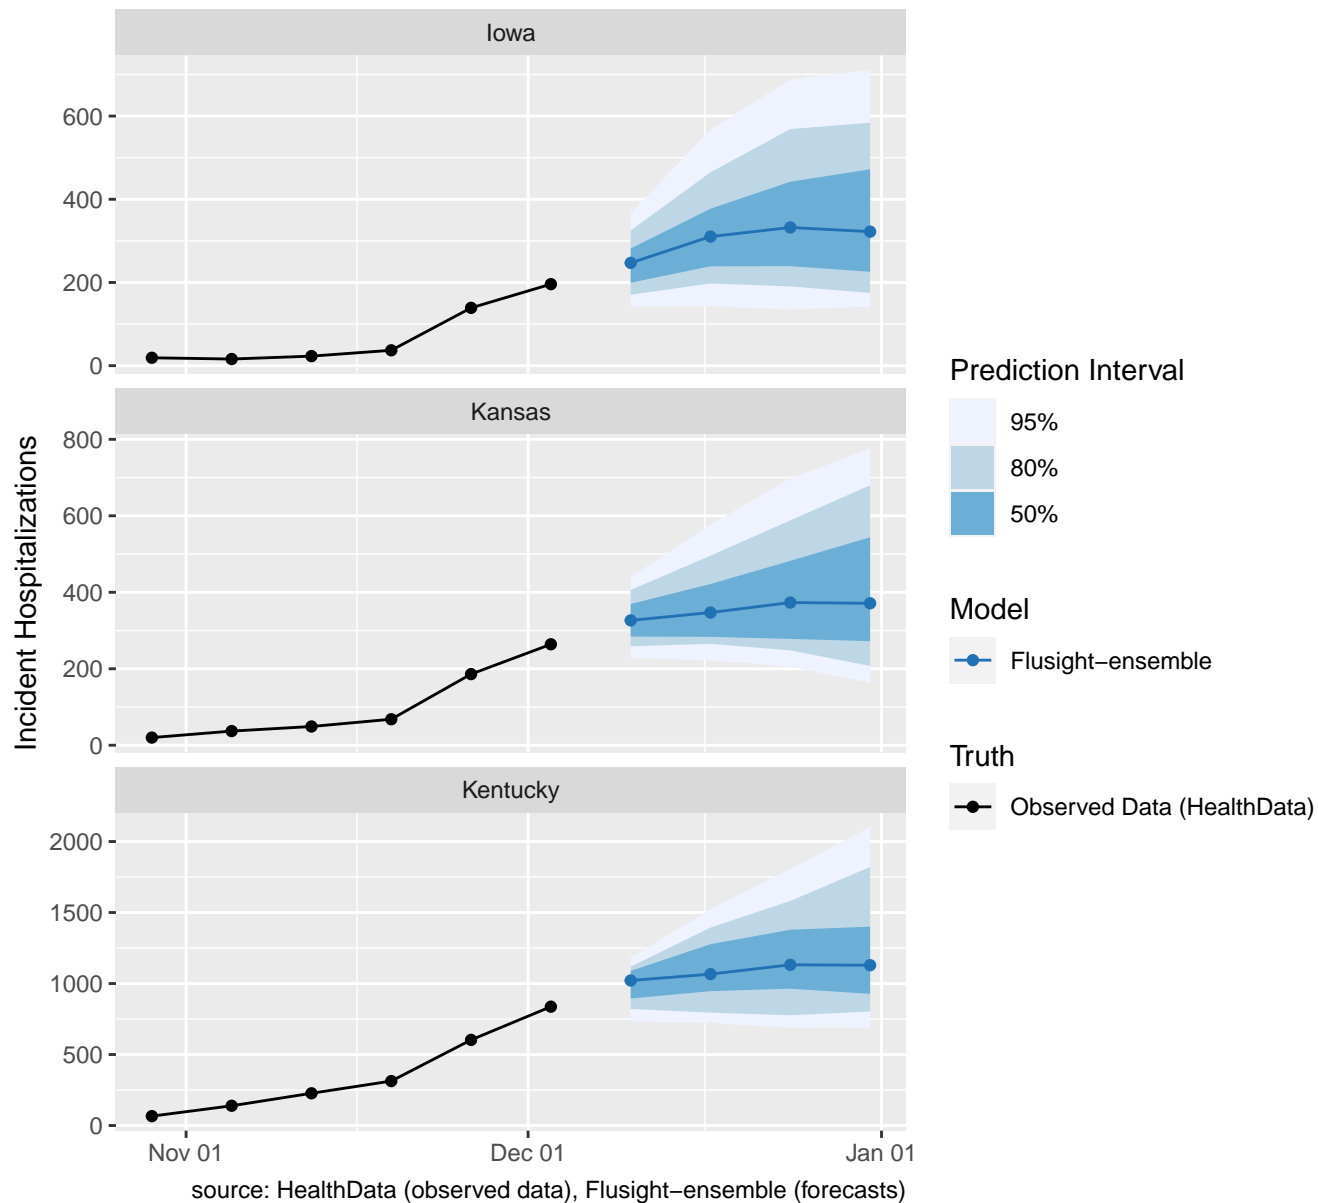 Iowa
600
400
200
0
Kansas
800
600
400
200
0
Kentucky
2000
1500
1000
500
0
Nov 01
Dec 01
Jan 01
Incident Hospitalizations
source: HealthData (observed data), Flusight−ensemble (forecasts)
Prediction Interval
95%
80%
50%
Model
Flusight−ensemble
Truth
Observed Data (HealthData)